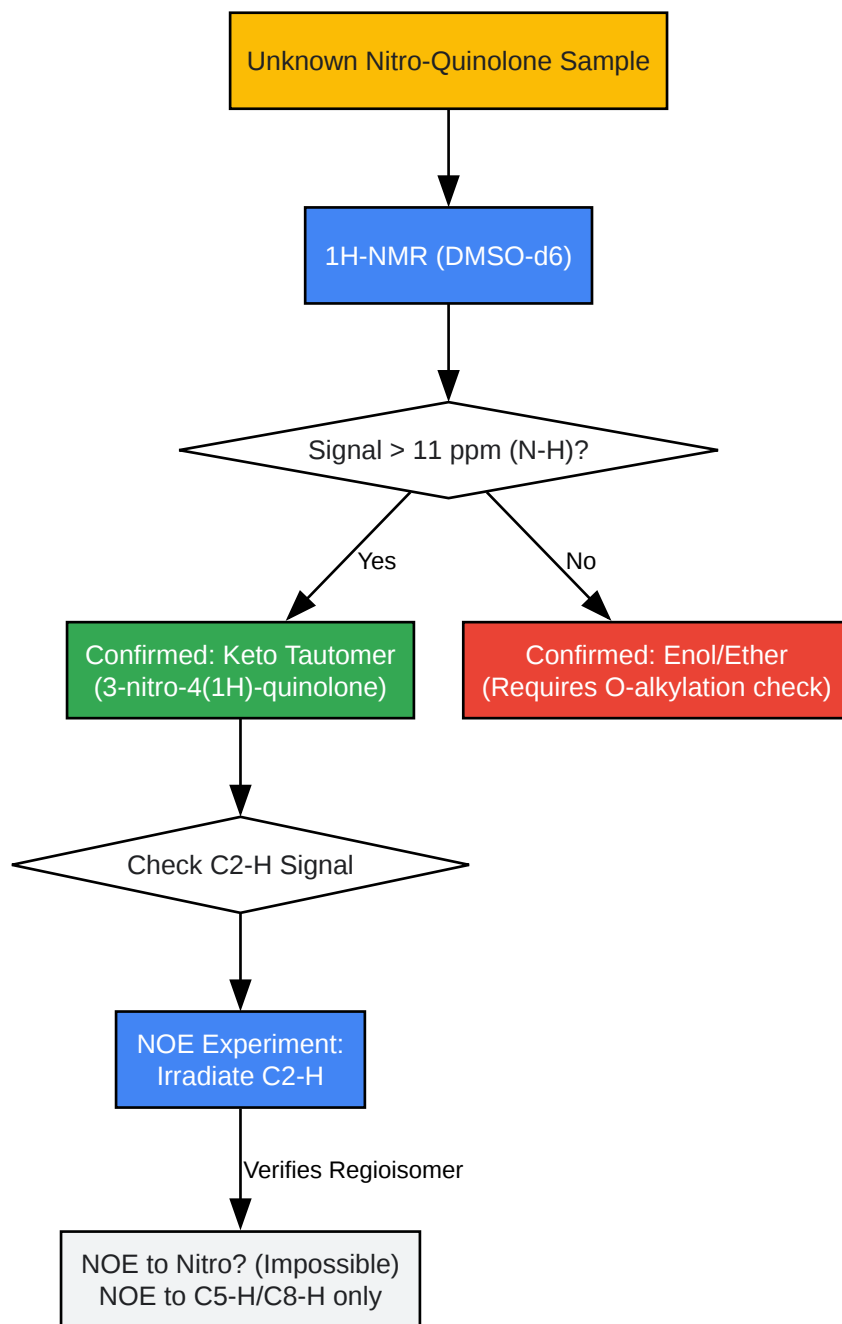 Unknown Nitro-Quinolone Sample
1H-NMR (DMSO-d6)
Signal > 11 ppm (N-H)?
Yes
No
Confirmed: Keto Tautomer
(3-nitro-4(1H)-quinolone)
Confirmed: Enol/Ether
(Requires O-alkylation check)
Check C2-H Signal
NOE Experiment:
Irradiate C2-H
Verifies Regioisomer
NOE to Nitro? (Impossible)
NOE to C5-H/C8-H only